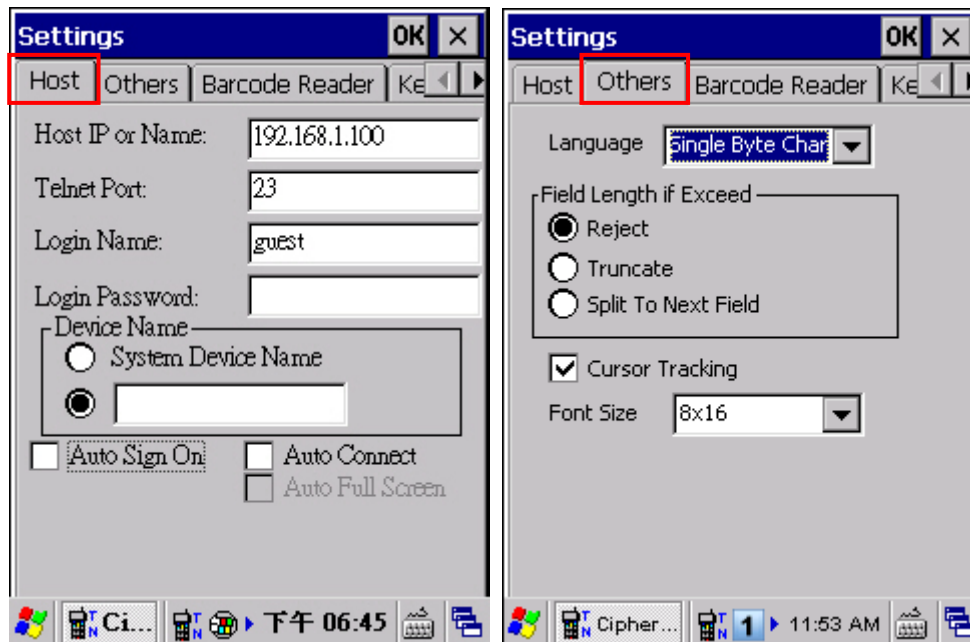 Settings OK
Host Others Barcode Reader Ke
Host IP or Name: 192.168.1.100
Telnet Port: 23
Login Name: guest
Login Password:
Device Name
System Device Name
Auto Sign On Auto Connect
Auto Full Screen
Ci... 下午 06:45
Settings OK
Host Others Barcode Reader Ke
Language Single Byte Char
Field Length if Exceed
Reject
Truncate
Split To Next Field
Cursor Tracking
Font Size 8x16
Cipher... 1 11:53 AM